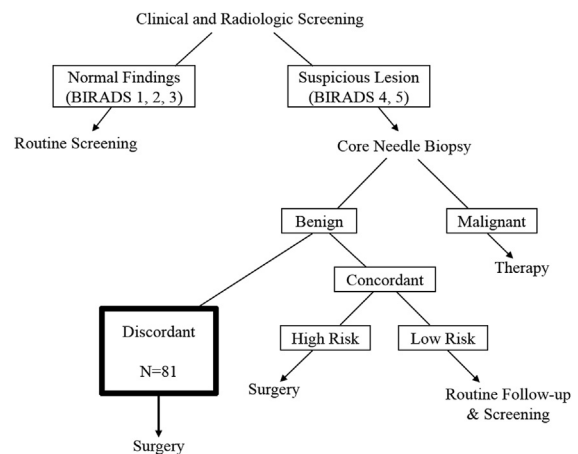 Clinical and Radiologic Screening
Normal Findings
(BIRADS 1, 2, 3)
Suspicious Lesion
(BIRADS 4, 5)
Routine Screening
Core Needle Biopsy
Benign
Malignant
Therapy
Concordant
Discordant
N=81
High Risk
Low Risk
Surgery
Routine Follow-up
& Screening
Surgery